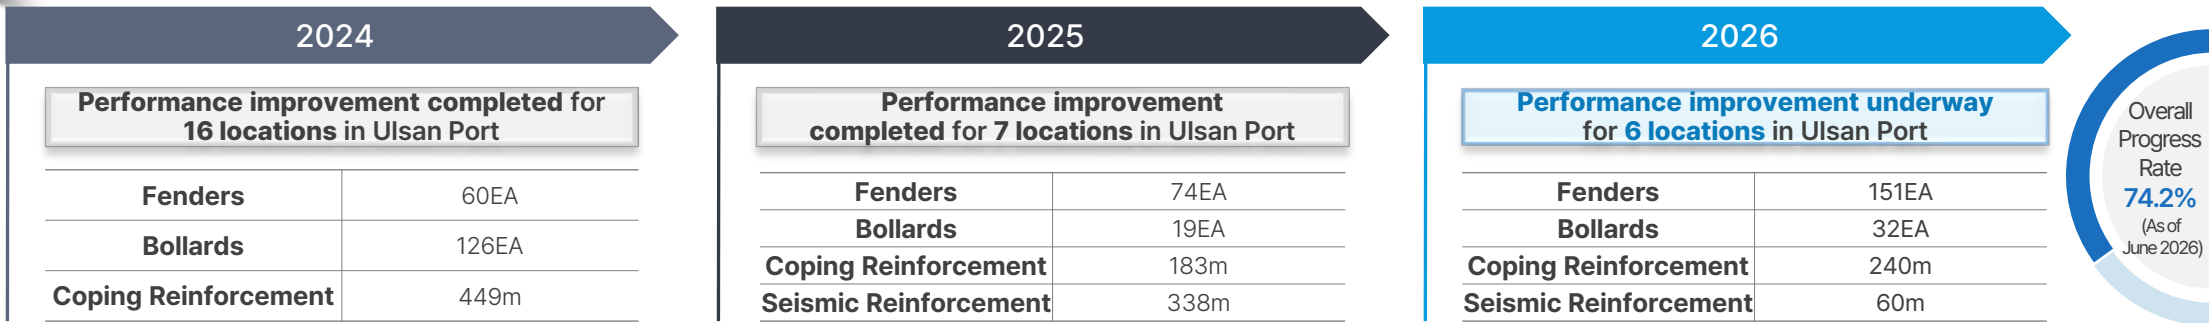 2024
Performance improvement completed for
16 locations in Ulsan Port
Fenders 60EA
Bollards 126EA
Coping Reinforcement 449m
2025
Performance improvement
completed for 7 locations in Ulsan Port
Fenders 74EA
Bollards 19EA
Coping Reinforcement 183m
Seismic Reinforcement 338m
2026
Performance improvement underway
for 6 locations in Ulsan Port
Fenders 151EA
Bollards 32EA
Coping Reinforcement 240m
Seismic Reinforcement 60m
Overall
Progress
Rate
74.2%
(As of
June 2026)